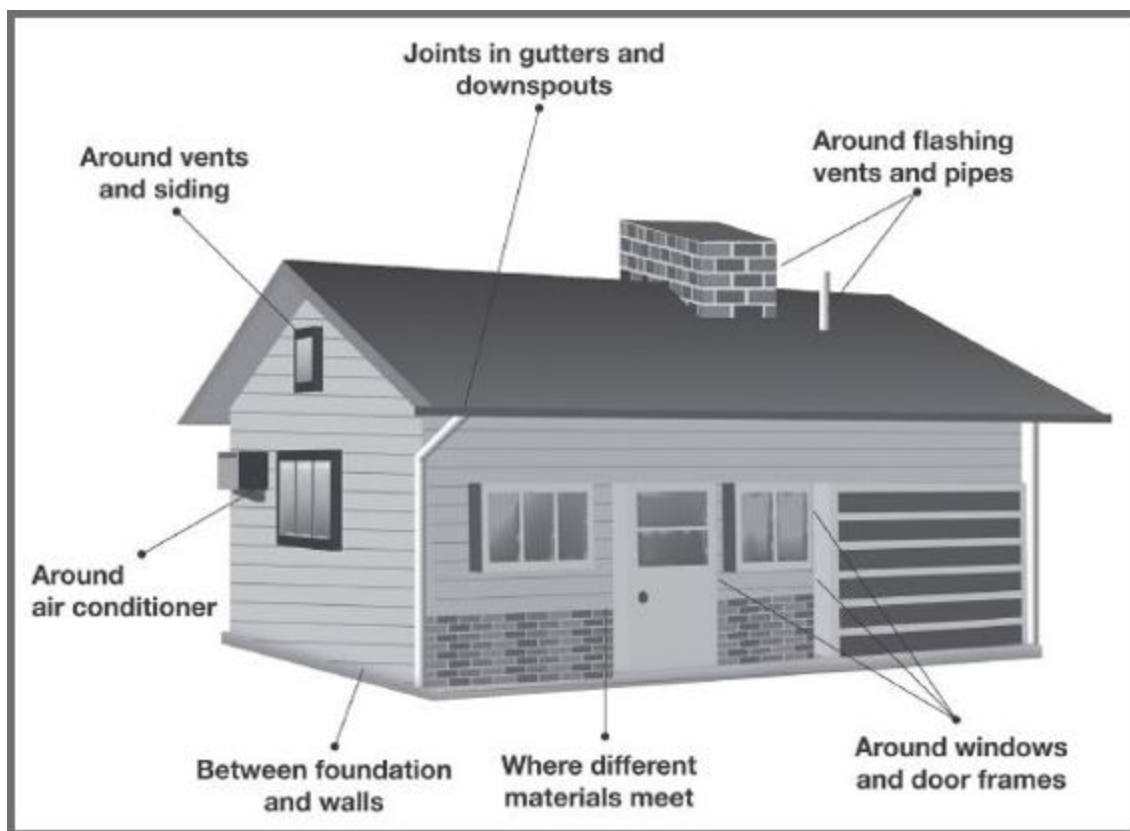 Joints in gutters and
downspouts
Around flashing
vents and pipes
Around vents
and siding
Around
air conditioner
Between foundation
and walls
Where different
materials meet
Around windows
and door frames